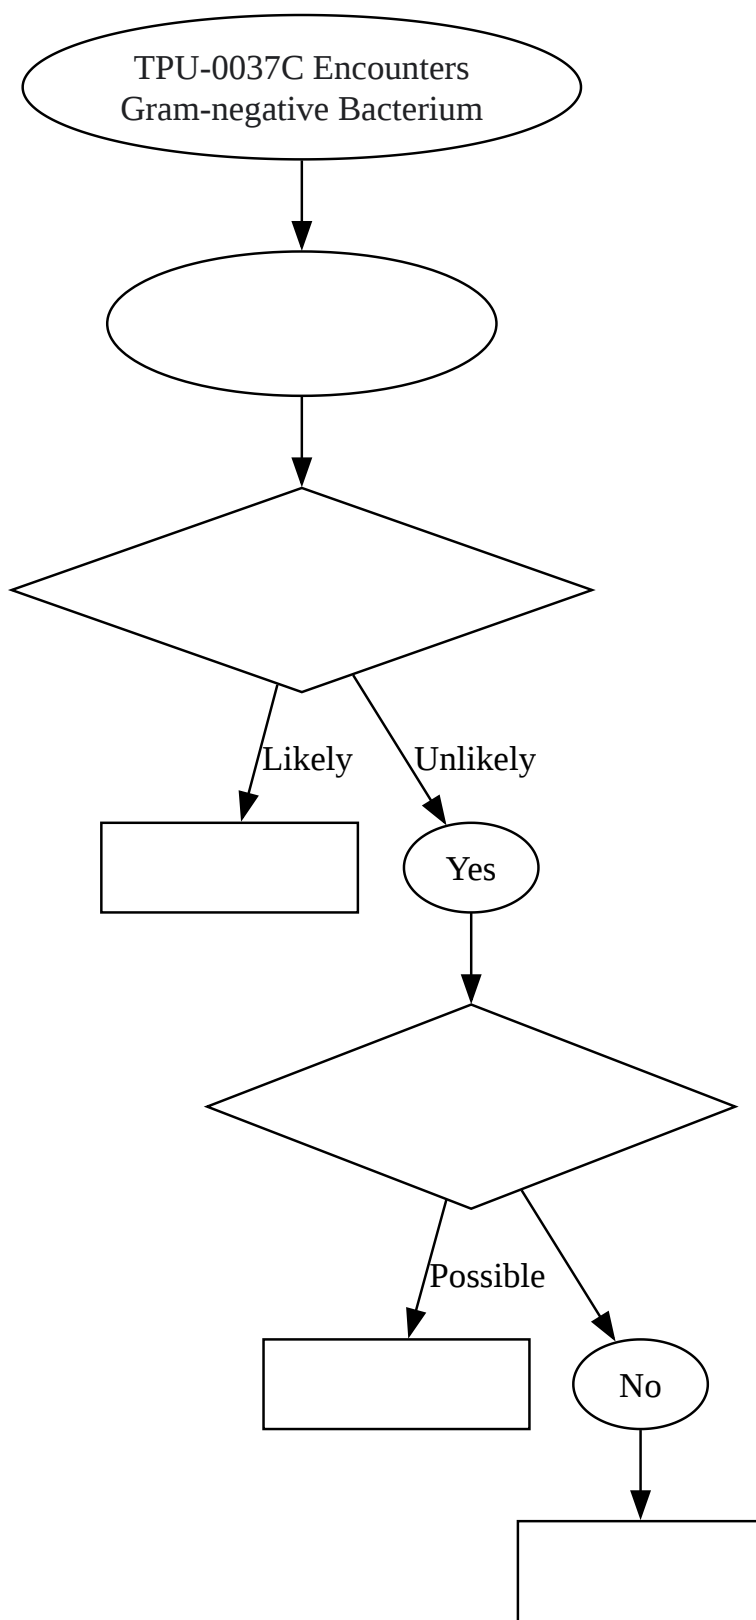 TPU-0037C Encounters
Gram-negative Bacterium
Likely
Unlikely
Yes
Possible
No